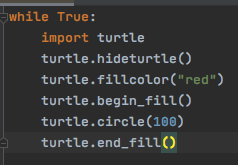 while True:
    import turtle
    turtle.hideturtle()
    turtle.fillcolor("red")
    turtle.begin_fill()
    turtle.circle(100)
    turtle.end_fill()